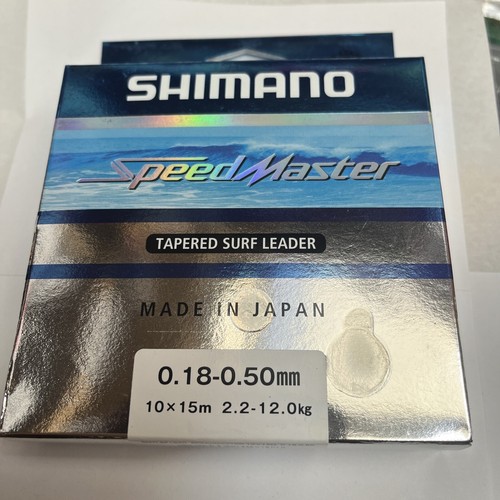 SHIMANO
SpeedMaster
TAPERED SURF LEADER
MADE IN JAPAN
0.18-0.50mm
10×15m 2.2-12.0kg